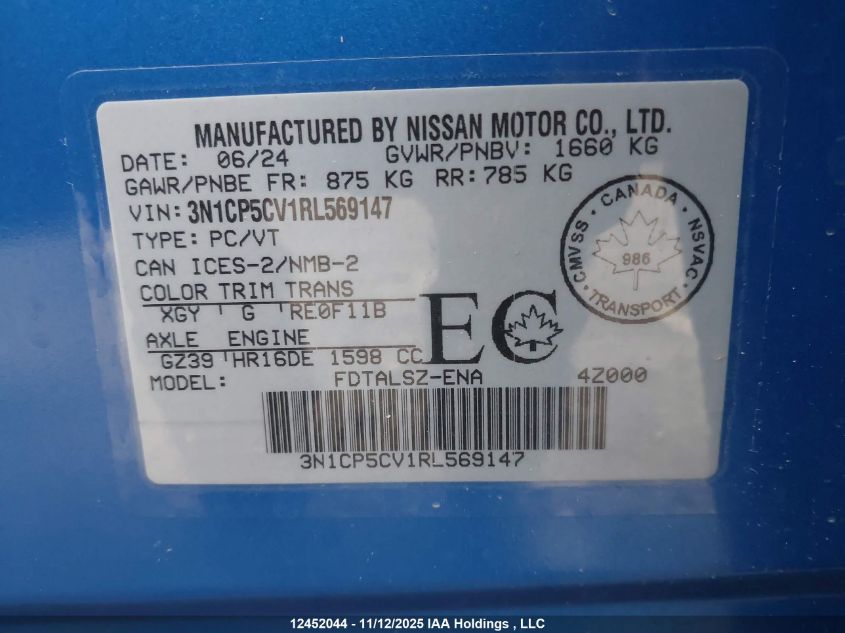 MANUFACTURED BY NISSAN MOTOR CO., LTD.
DATE: 06/24 GVWR/PNBV: 1660 KG
GAWR/PNBE FR: 875 KG RR: 785 KG
VIN: 3N1CP5CV1RL569147
TYPE: PC/VT
CAN ICES-2/NMB-2
COLOR TRIM TRANS
XGY G RE0F11B
AXLE ENGINE
GZ39 HR16DE 1598 CC
EC
MODEL: FDTALSZ-ENA 4Z000
3N1CP5CV1RL569147
CMVSS · CANADA · NSVAC · TRANSPORT ·
986
12452044 - 11/12/2025 IAA Holdings , LLC